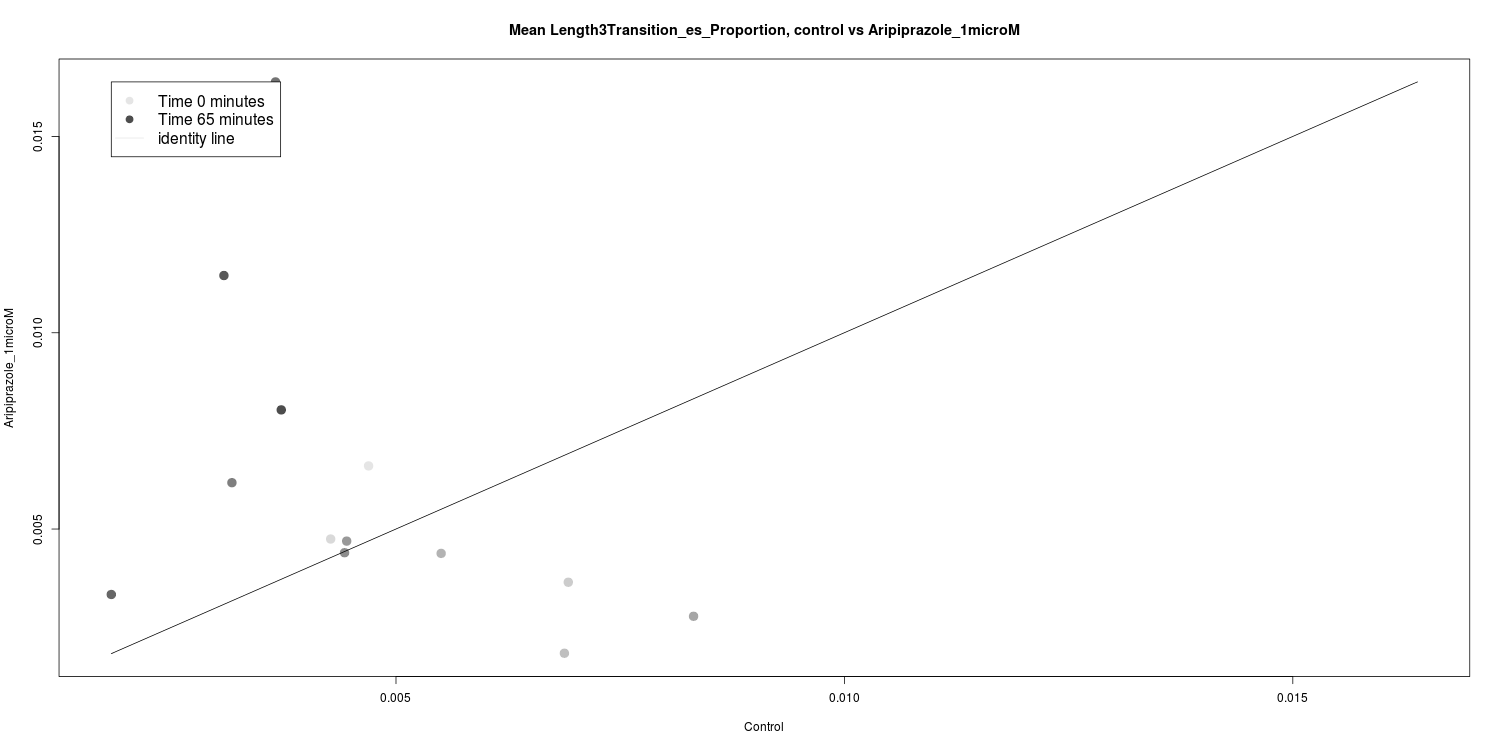 Mean Length3Transition_es_Proportion, control vs Aripiprazole_1microM
Time 0 minutes
Time 65 minutes
identity line
0.015
0.010
0.005
Aripiprazole_1microM
0.005
0.010
0.015
Control